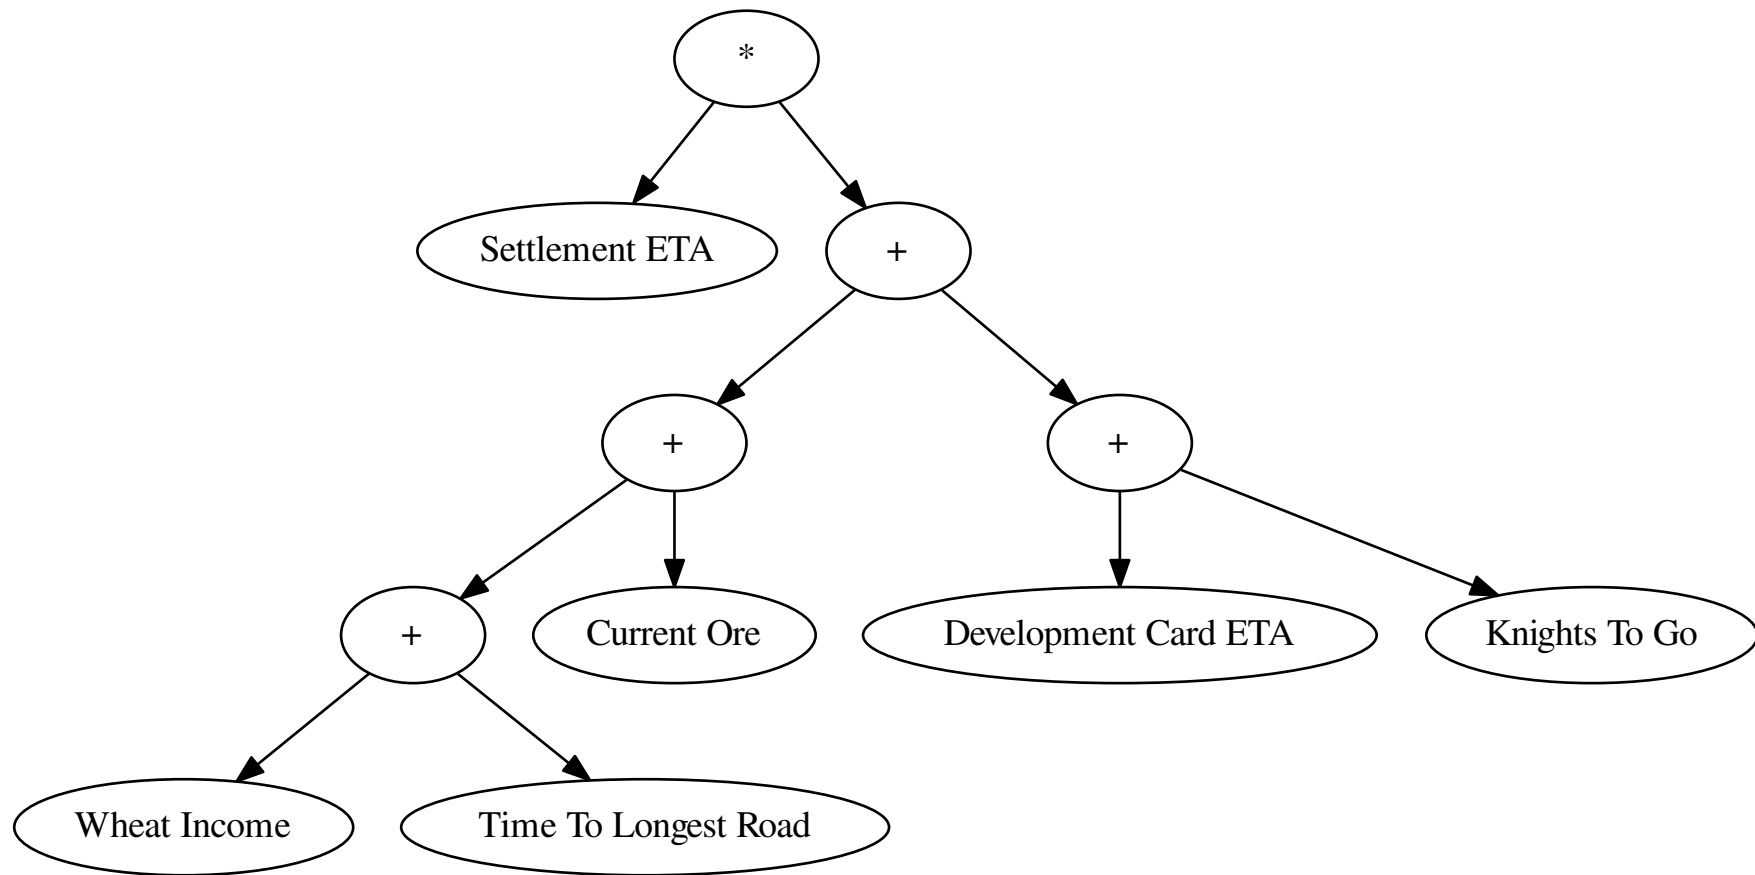 *
Settlement ETA
+
+
+
+
Current Ore
Development Card ETA
Knights To Go
Wheat Income
Time To Longest Road